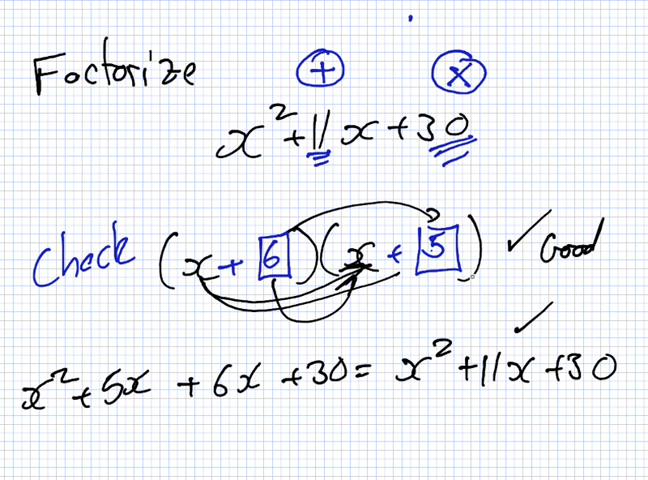 Factorize + ×
x² + 11x + 30
Check (x + 6)(x + 5) ✓ Good
✓
x² + 5x + 6x + 30 = x² + 11x + 30